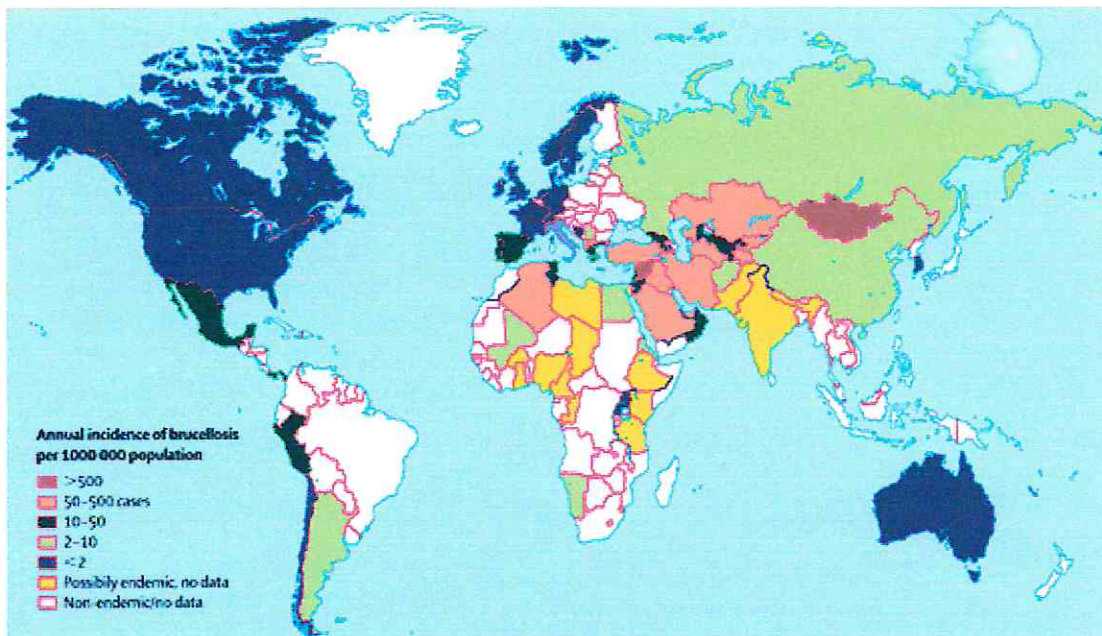 Annual incidence of brucellosis
per 1000 000 population
>500
50–500 cases
10–50
2–10
<2
Possibily endemic, no data
Non-endemic/no data